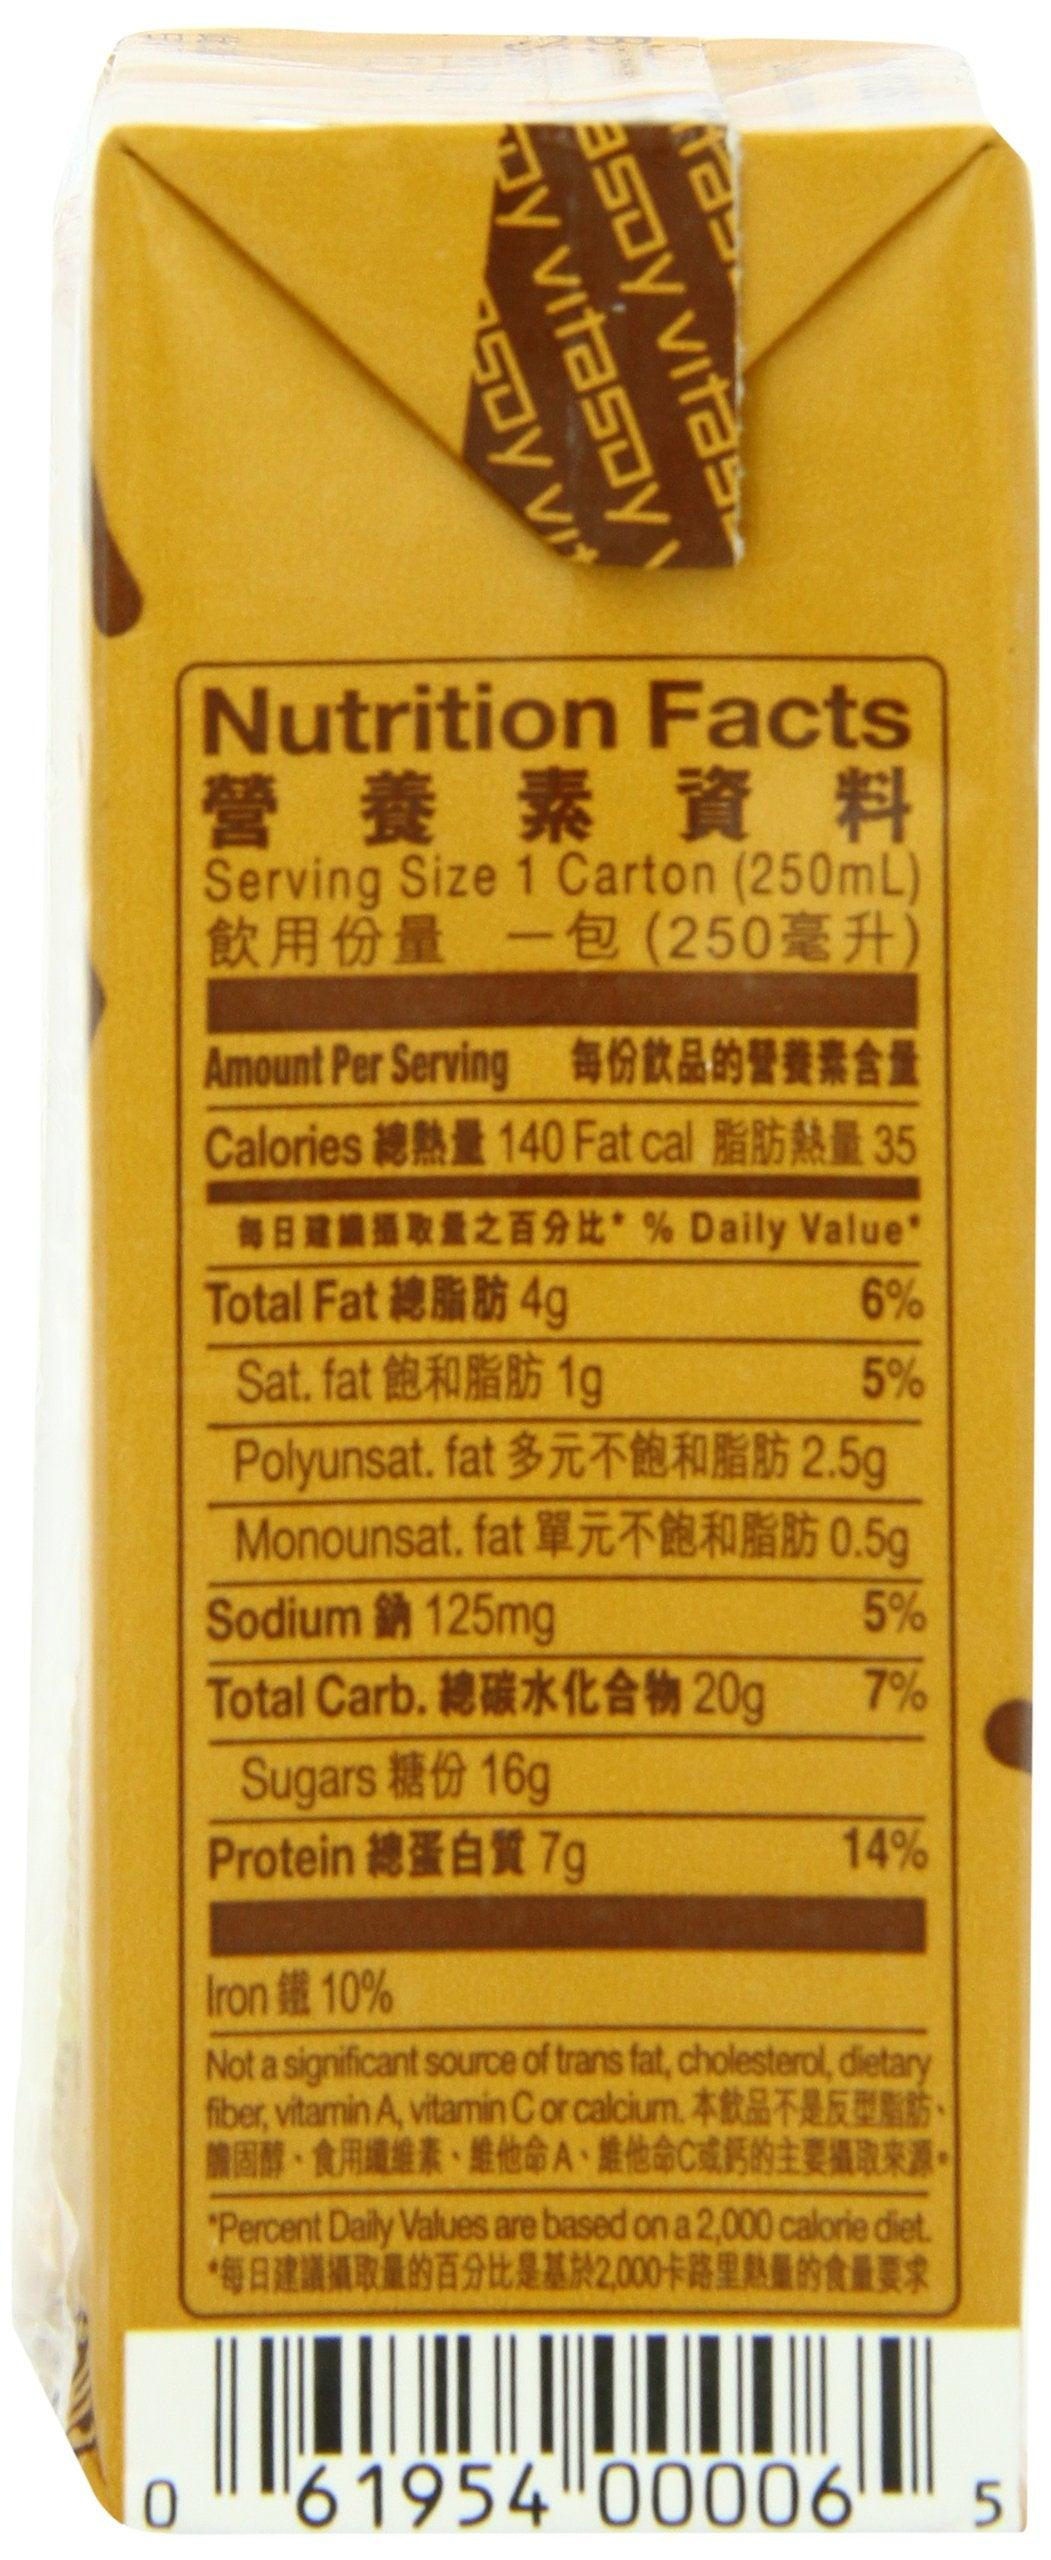 vitasoy
Nutrition Facts
營養素資料
Serving Size 1 Carton (250mL)
飲用份量 一包 (250毫升)
Amount Per Serving 每份飲品的營養素含量
Calories 總熱量 140 Fat cal 脂肪熱量 35
每日建議攝取量之百分比* % Daily Value*
Total Fat 總脂肪 4g 6%
Sat. fat 飽和脂肪 1g 5%
Polyunsat. fat 多元不飽和脂肪 2.5g
Monounsat. fat 單元不飽和脂肪 0.5g
Sodium 鈉 125mg 5%
Total Carb. 總碳水化合物 20g 7%
Sugars 糖份 16g
Protein 總蛋白質 7g 14%
Iron 鐵 10%
Not a significant source of trans fat, cholesterol, dietary
fiber, vitamin A, vitamin C or calcium. 本飲品不是反型脂肪、
膽固醇、食用纖維素、維他命A、維他命C或鈣的主要攝取來源。
*Percent Daily Values are based on a 2,000 calorie diet.
*每日建議攝取量的百分比是基於2,000卡路里熱量的食量要求
0 61954 00006 5